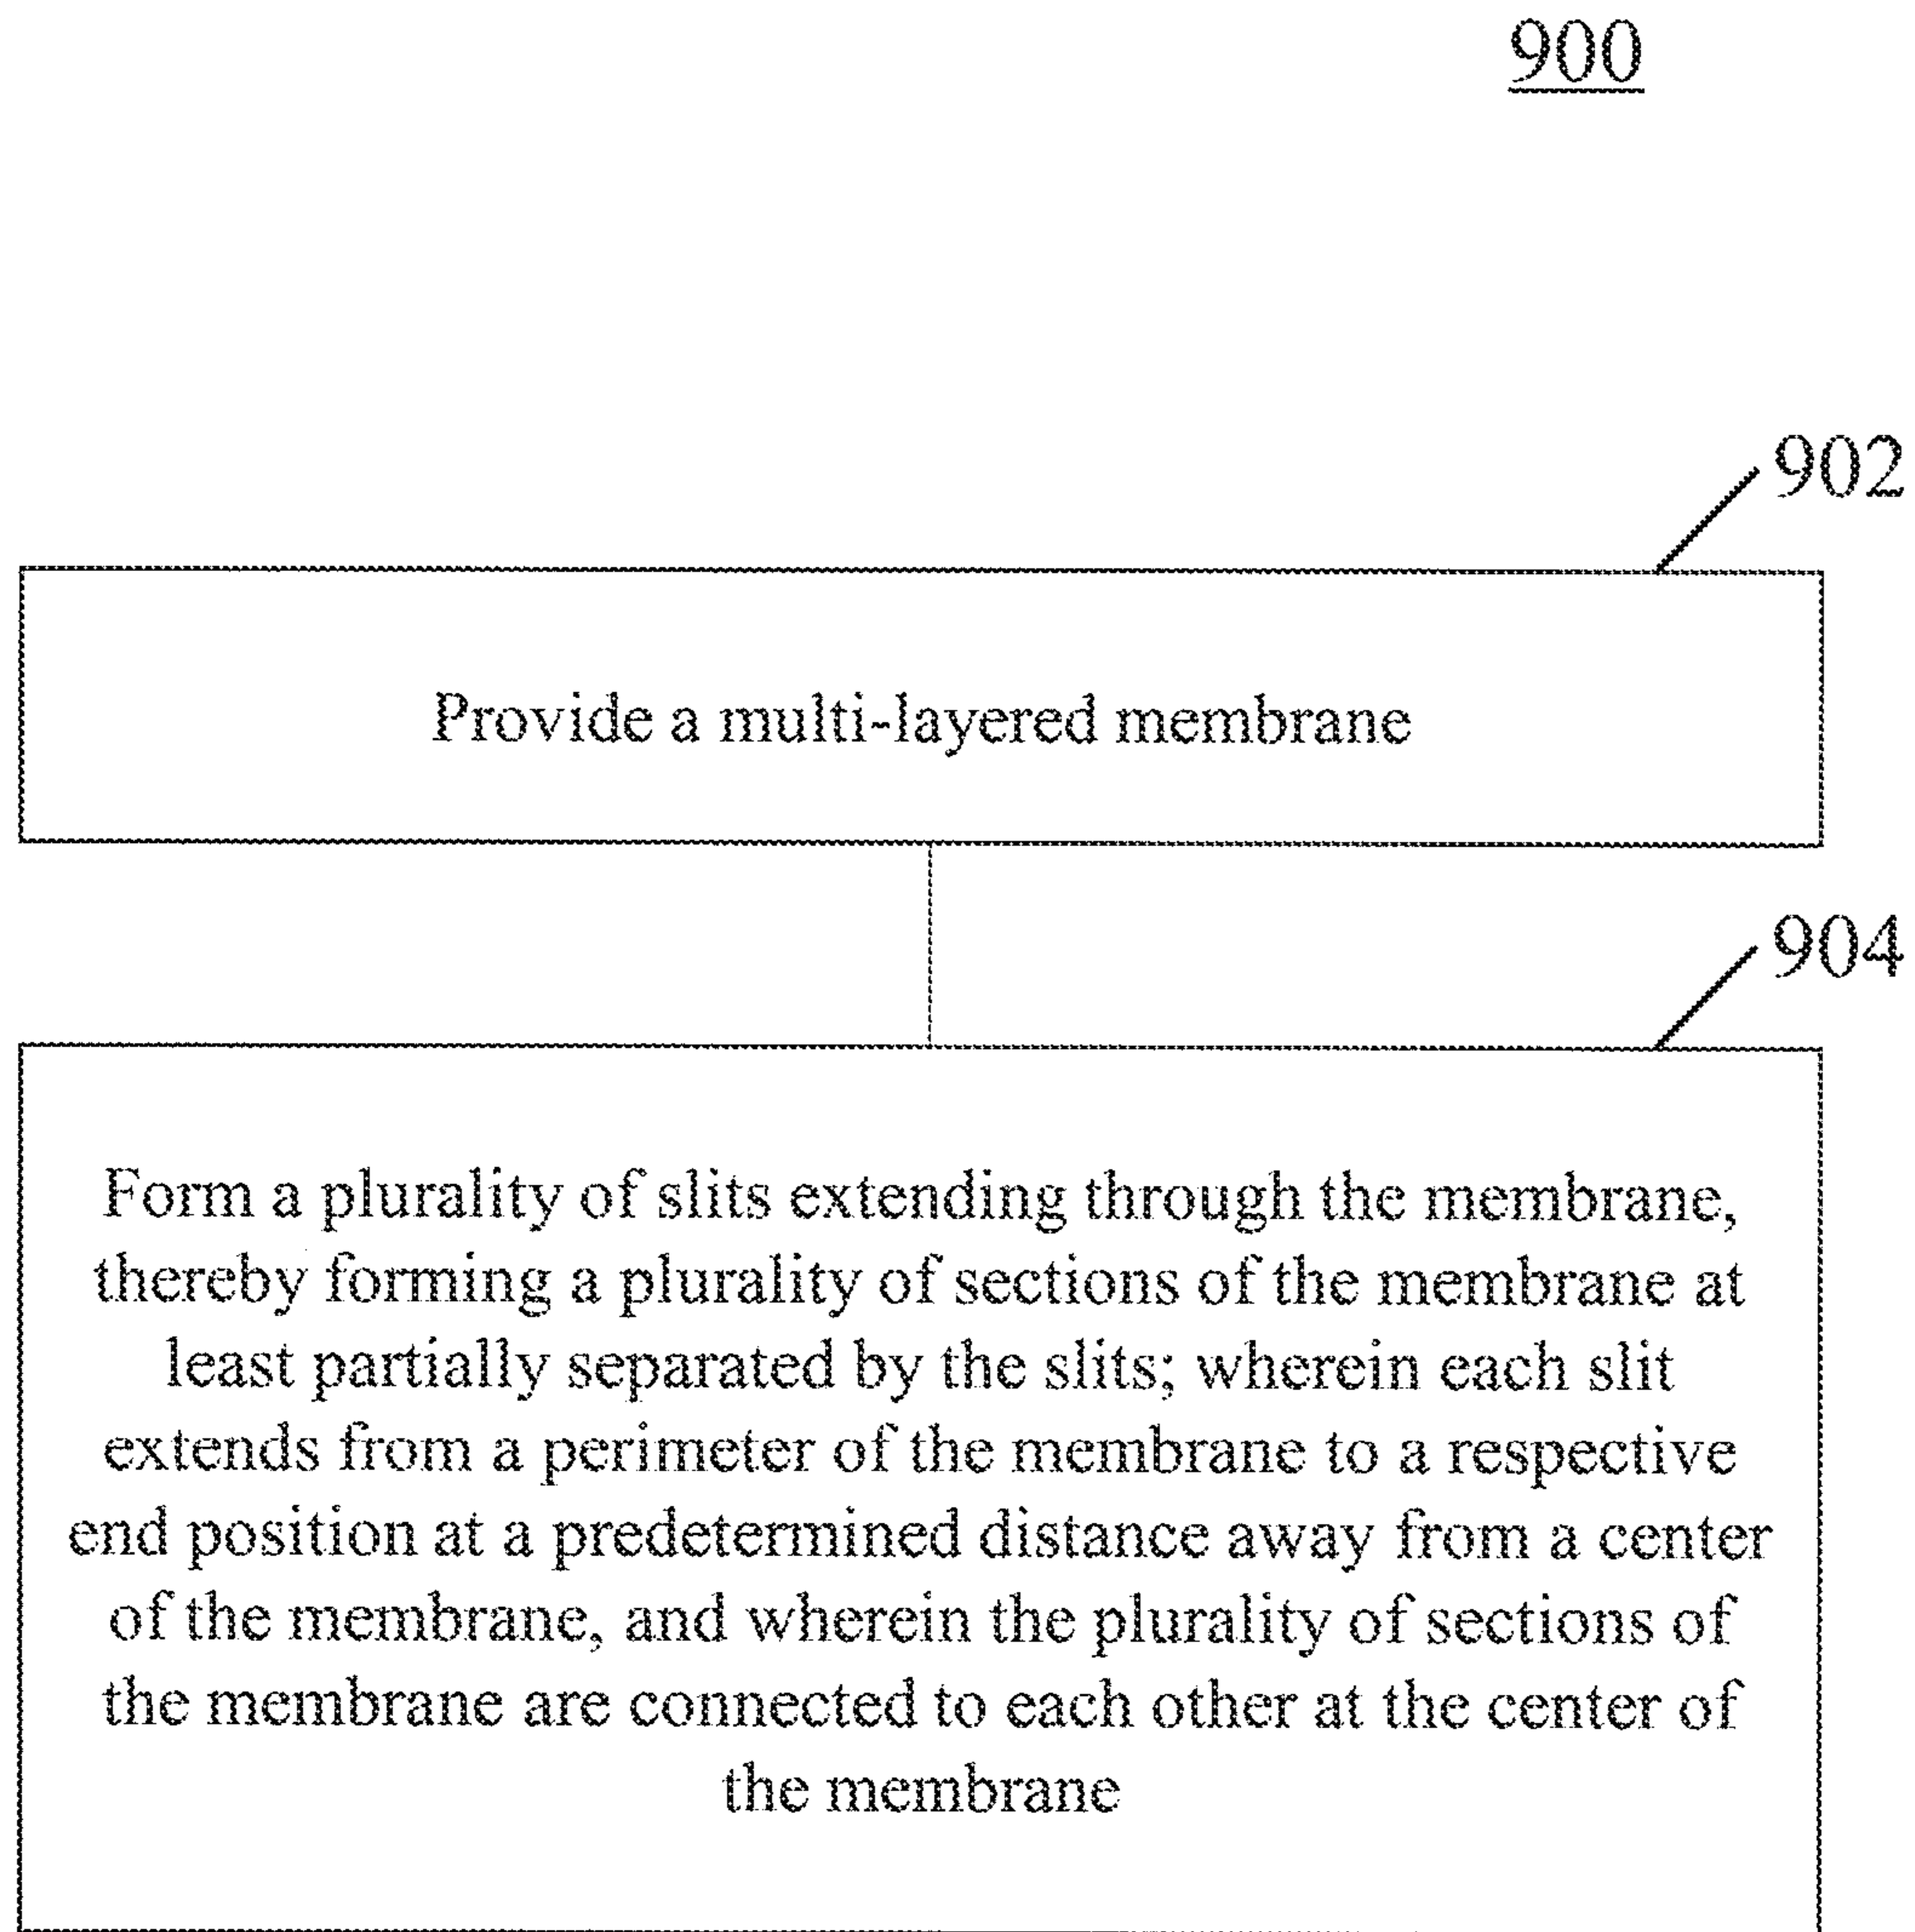 900
902
Provide a multi-layered membrane
904
Form a plurality of slits extending through the membrane,
thereby forming a plurality of sections of the membrane at
least partially separated by the slits; wherein each slit
extends from a perimeter of the membrane to a respective
end position at a predetermined distance away from a center
of the membrane, and wherein the plurality of sections of
the membrane are connected to each other at the center of
the membrane